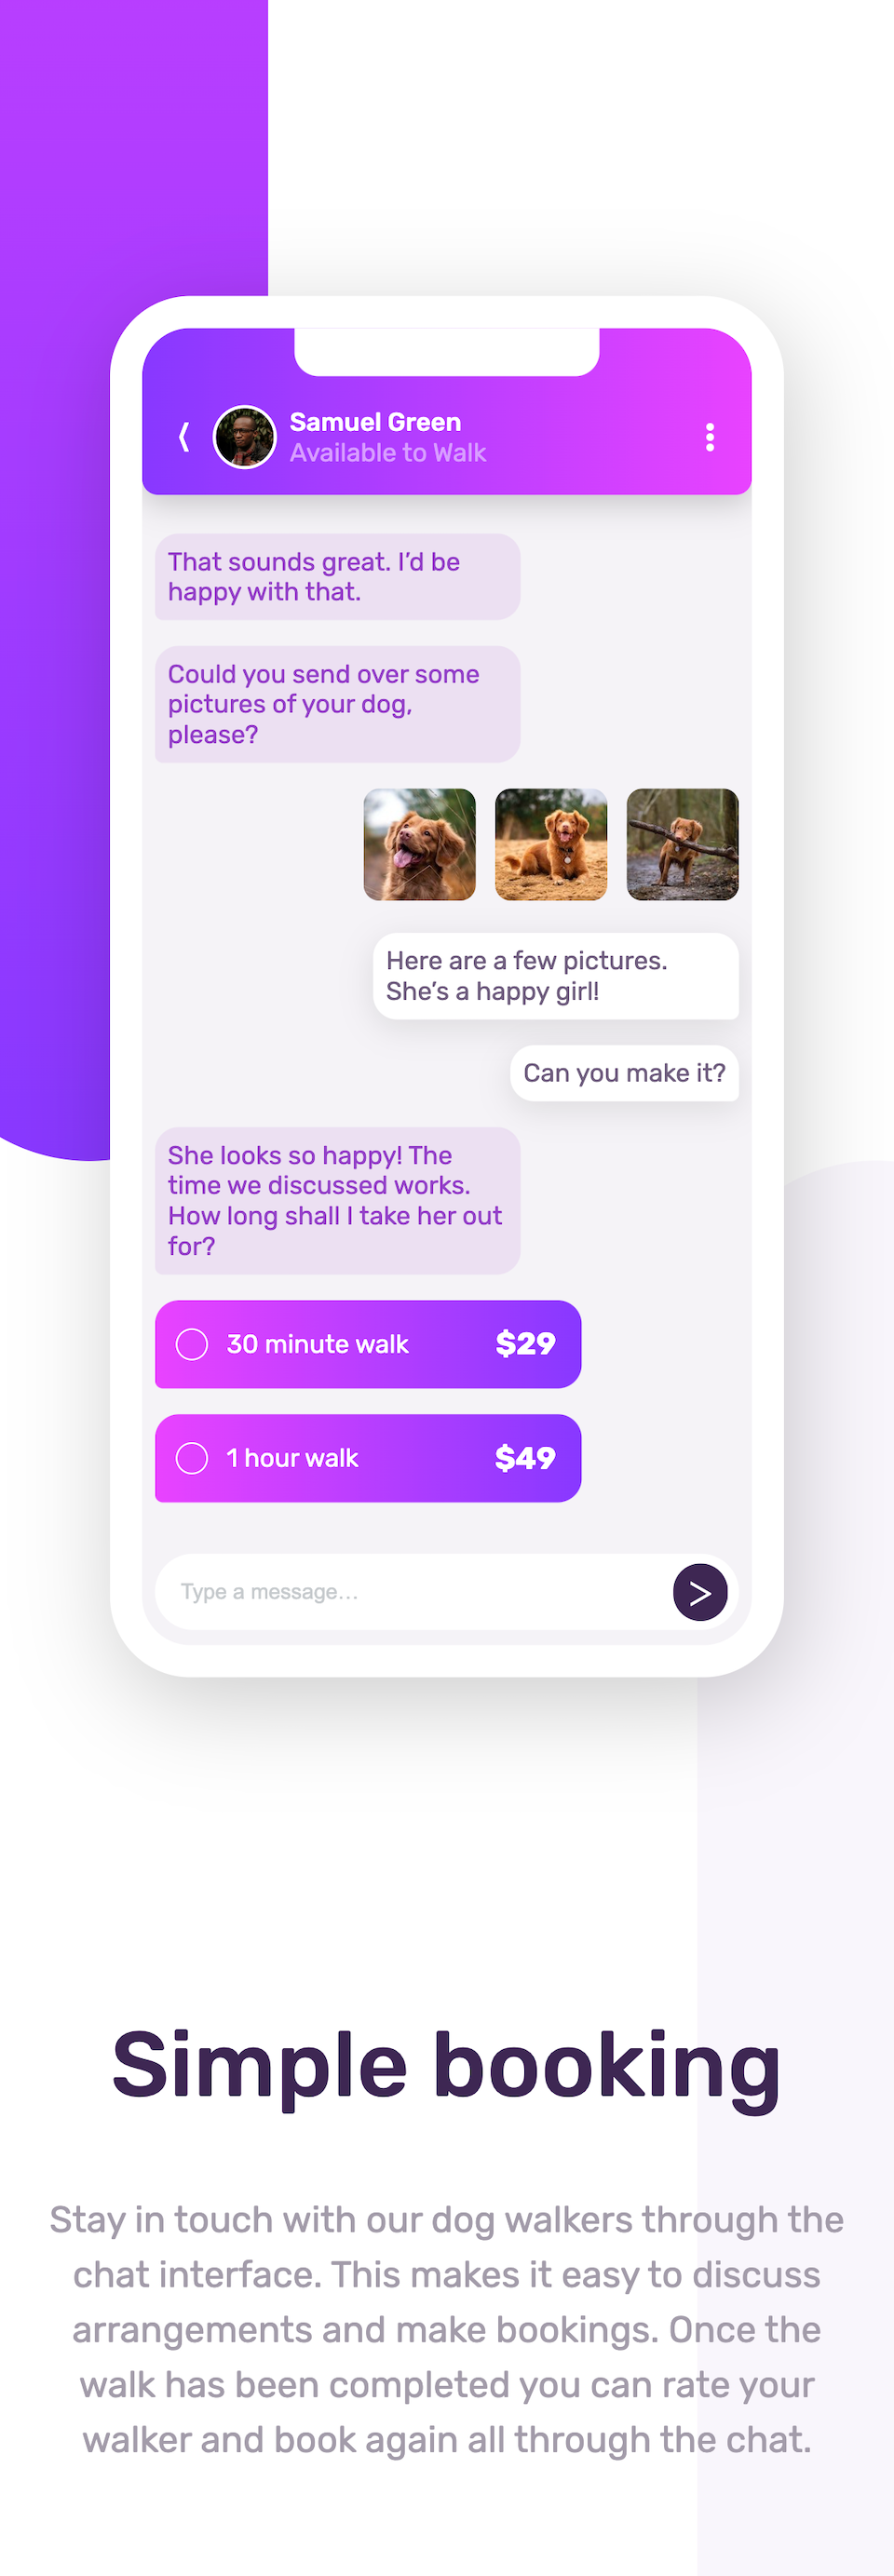 Samuel Green
Available to Walk
That sounds great. I’d be
happy with that.
Could you send over some
pictures of your dog,
please?
Here are a few pictures.
She’s a happy girl!
Can you make it?
She looks so happy! The
time we discussed works.
How long shall I take her out
for?
30 minute walk $29
1 hour walk $49
Type a message…
Simple booking
Stay in touch with our dog walkers through the
chat interface. This makes it easy to discuss
arrangements and make bookings. Once the
walk has been completed you can rate your
walker and book again all through the chat.